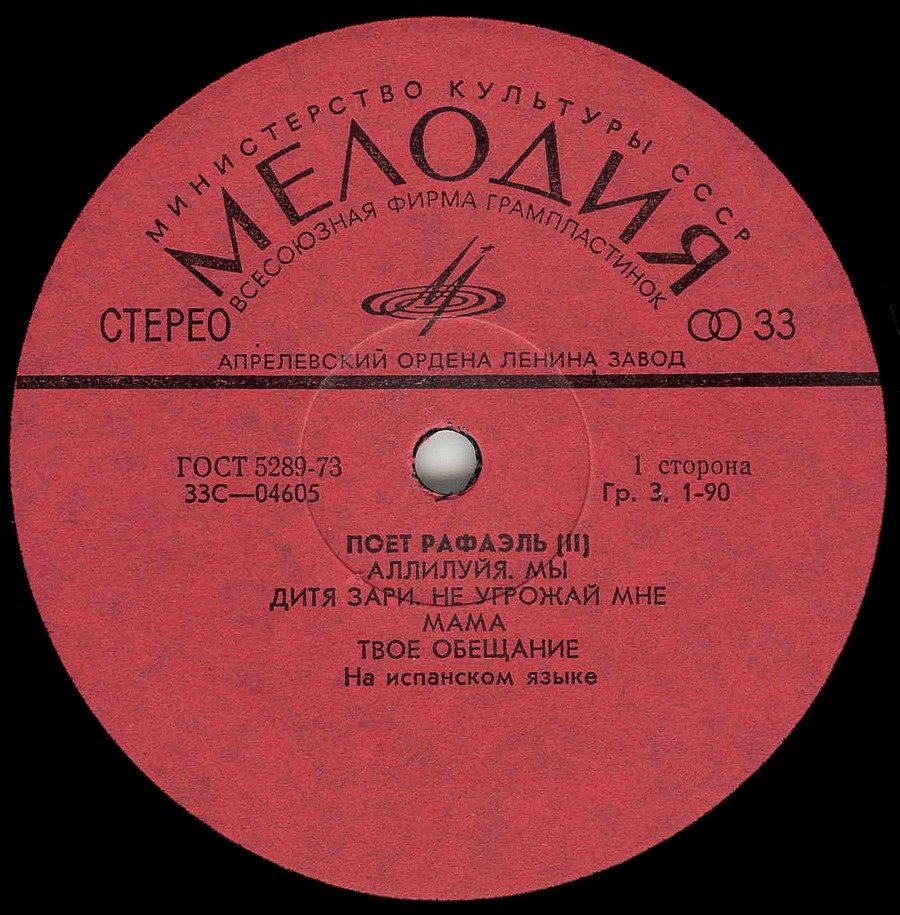 МИНИСТЕРСТВО КУЛЬТУРЫ СССР
МЕЛОДИЯ
ВСЕСОЮЗНАЯ ФИРМА ГРАМПЛАСТИНОК
СТЕРЕО
33
АПРЕЛЕВСКИЙ ОРДЕНА ЛЕНИНА ЗАВОД
ГОСТ 5289-73
33С—04605
1 сторона
Гр. 3. 1-90
ПОЕТ РАФАЭЛЬ (II)
АЛЛИЛУЙЯ. МЫ
ДИТЯ ЗАРИ. НЕ УГРОЖАЙ МНЕ
МАМА
ТВОЕ ОБЕЩАНИЕ
На испанском языке